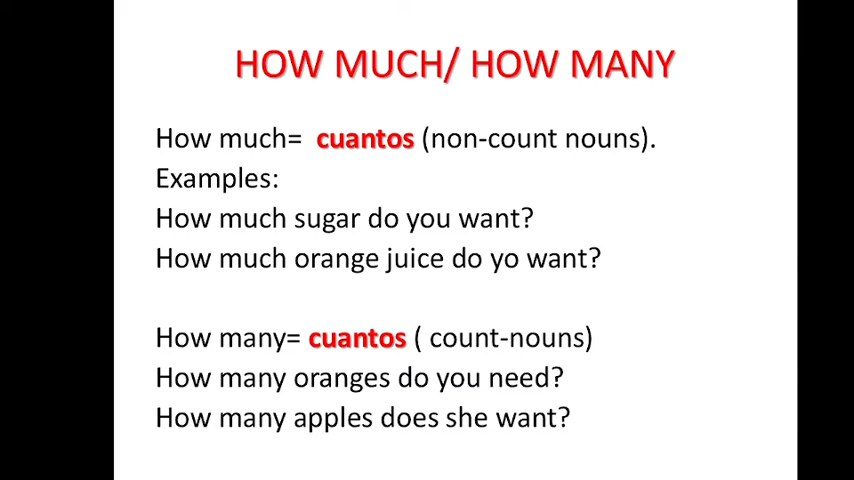 HOW MUCH/ HOW MANY
How much= cuantos (non-count nouns).
Examples:
How much sugar do you want?
How much orange juice do yo want?
How many= cuantos ( count-nouns)
How many oranges do you need?
How many apples does she want?